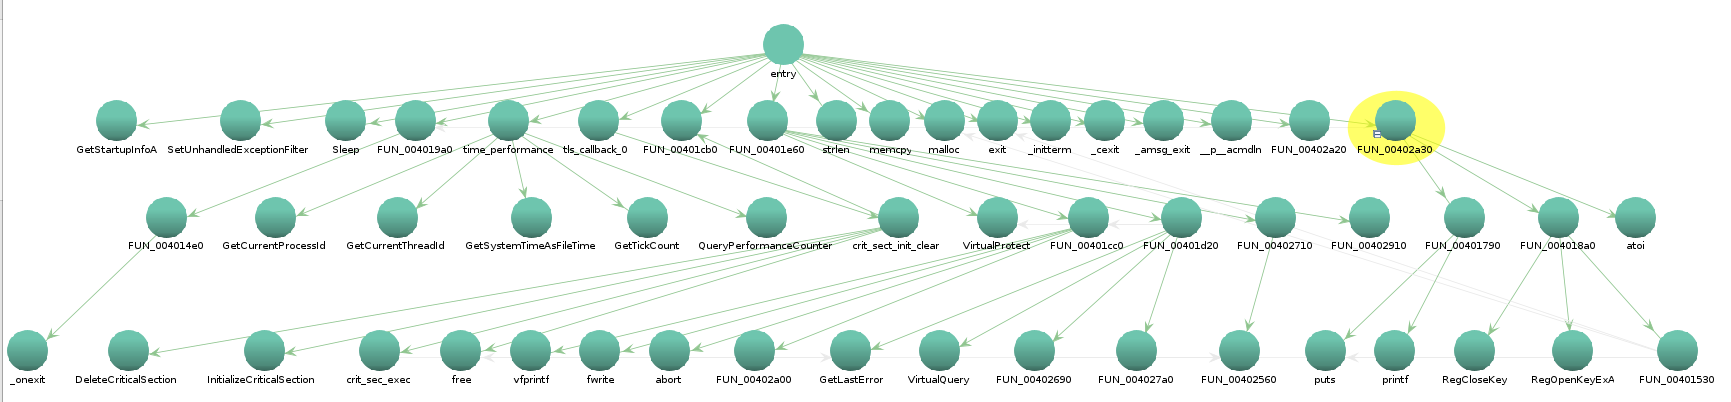 entry
GetStartupInfoA
SetUnhandledExceptionFilter
Sleep
FUN_004019a0
time_performance
tls_callback_0
FUN_00401cb0
FUN_00401e60
strlen
memcpy
malloc
exit
_initterm
_cexit
_amsg_exit
__p__acmdln
FUN_00402a20
FUN_00402a30
FUN_004014e0
GetCurrentProcessId
GetCurrentThreadId
GetSystemTimeAsFileTime
GetTickCount
QueryPerformanceCounter
crit_sect_init_clear
VirtualProtect
FUN_00401cc0
FUN_00401d20
FUN_00402710
FUN_00402910
FUN_00401790
FUN_004018a0
atoi
_onexit
DeleteCriticalSection
InitializeCriticalSection
crit_sec_exec
free
vfprintf
fwrite
abort
FUN_00402a00
GetLastError
VirtualQuery
FUN_00402690
FUN_004027a0
FUN_00402560
puts
printf
RegCloseKey
RegOpenKeyExA
FUN_00401530